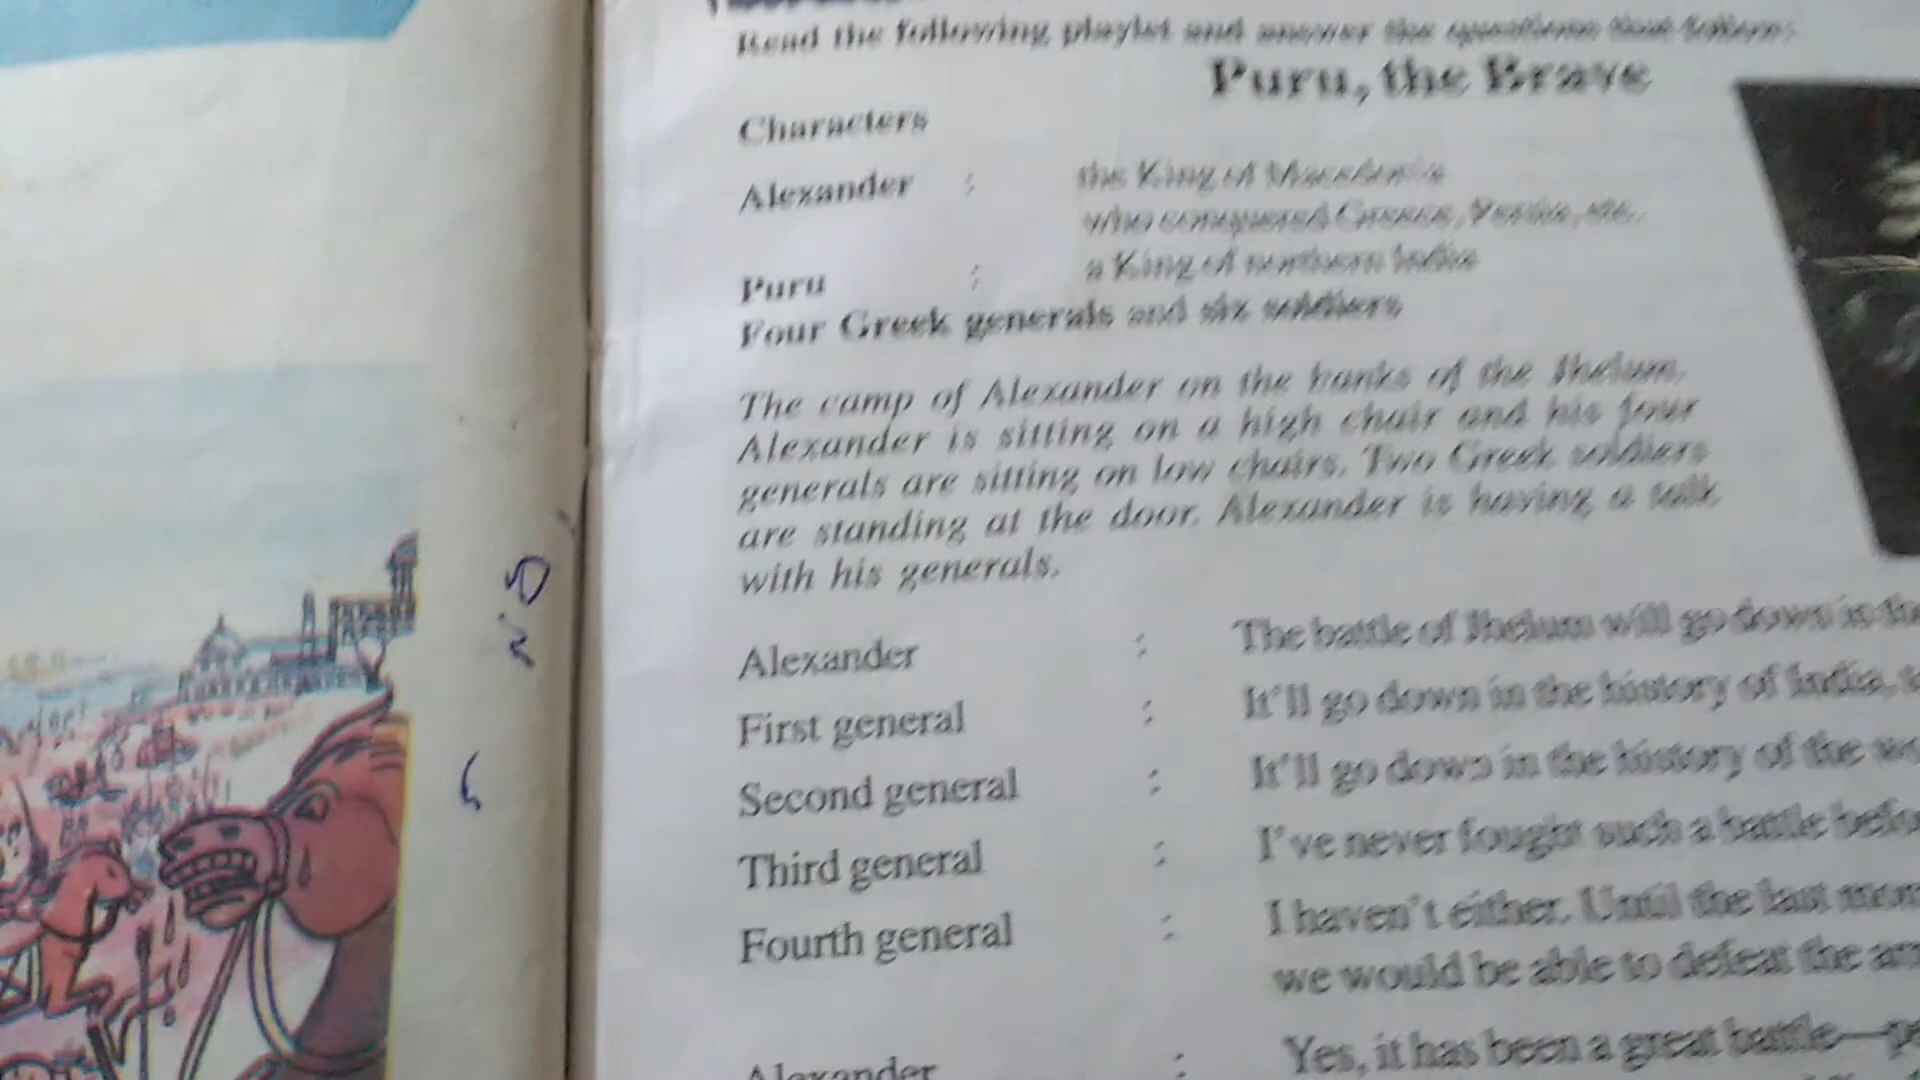 Read the following playlet and answer the questions that follow:
Puru, the Brave
Characters
Alexander : the King of Macedonia
who conquered Greece, Persia, etc.
Puru : a King of northern India
Four Greek generals and six soldiers
The camp of Alexander on the banks of the Jhelum.
Alexander is sitting on a high chair and his four
generals are sitting on low chairs. Two Greek soldiers
are standing at the door. Alexander is having a talk
with his generals.
Alexander : The battle of Jhelum will go down in
First general : It'll go down in the history of India,
Second general : It'll go down in the history of the
Third general : I've never fought such a battle
Fourth general : I haven't either. Until the last
we would be able to defeat the
Alexander : Yes, it has been a great battle—